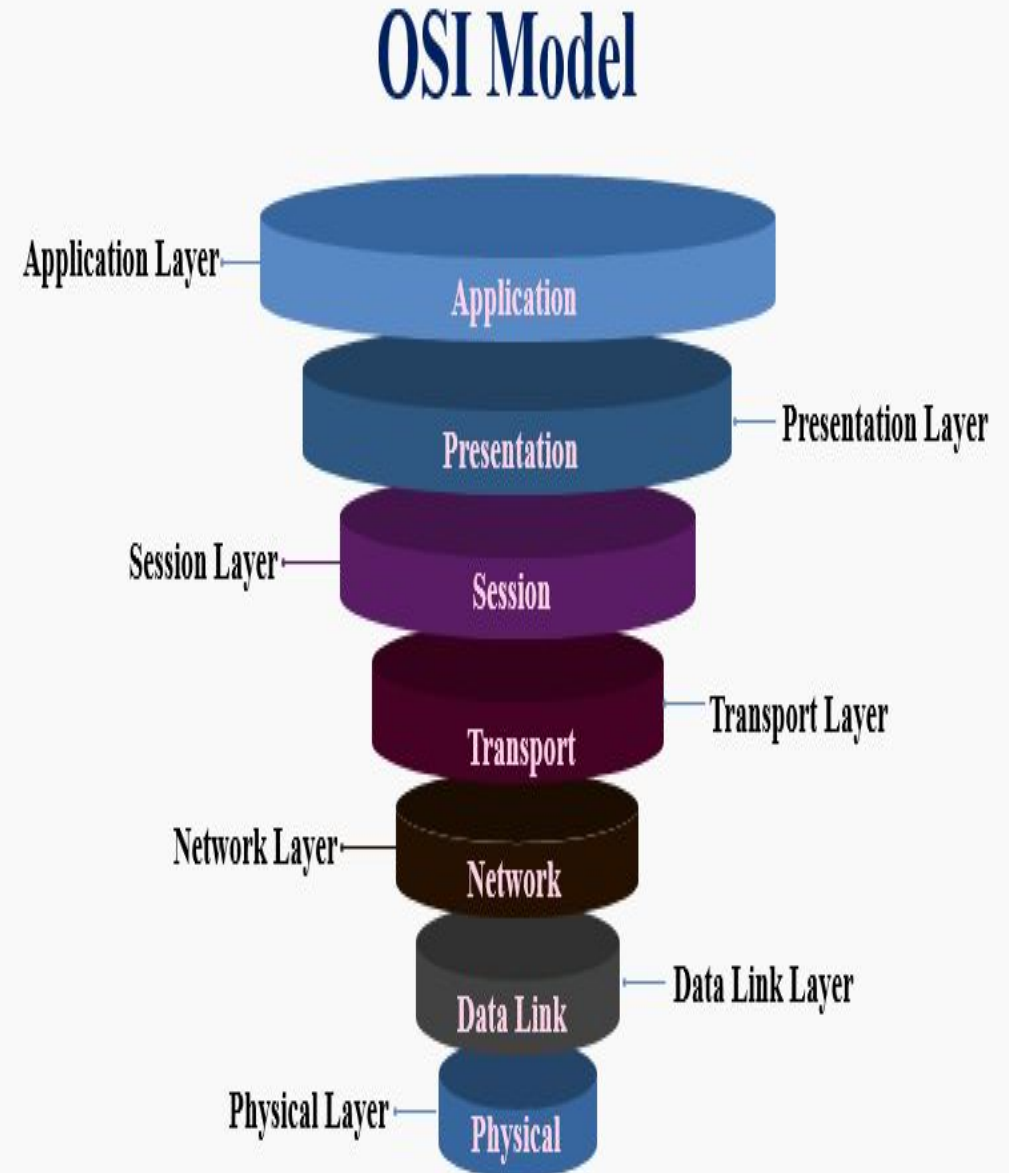 OSI Model
Application Layer
Application
Presentation Layer
Presentation
Session Layer
Session
Transport Layer
Transport
Network Layer
Network
Data Link Layer
Data Link
Physical Layer
Physical